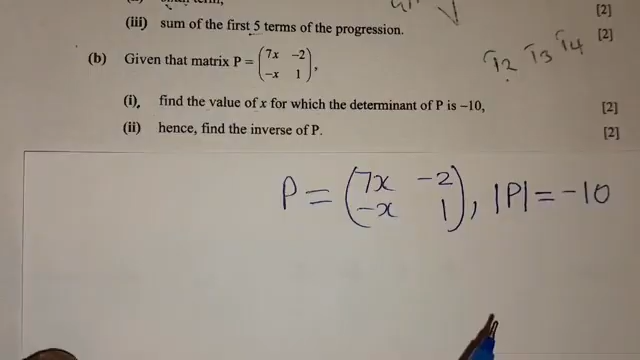 [2]
(iii) sum of the first 5 terms of the progression. [2]
T2 T3 T4
(b) Given that matrix P = (7x −2
−x 1),
(i), find the value of x for which the determinant of P is −10, [2]
(ii) hence, find the inverse of P. [2]
P = (7x −2
−x 1), |P| = −10